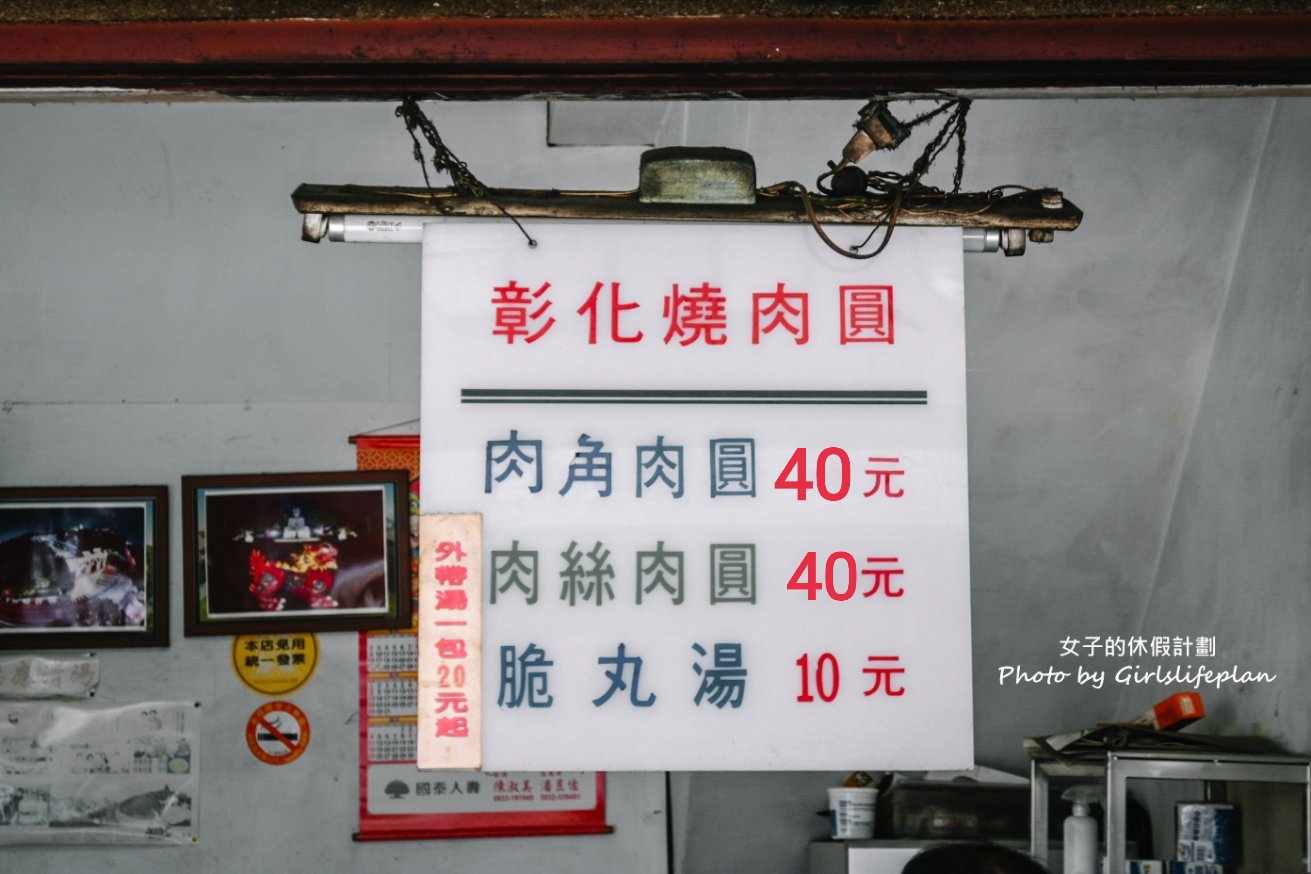 彰化燒肉圓
肉角肉圓 40元
肉絲肉圓 40元
脆丸湯 10元
外帶湯一包20元起
本店免用
統一發票
國泰人壽
女子的休假計劃
Photo by Girlslifeplan